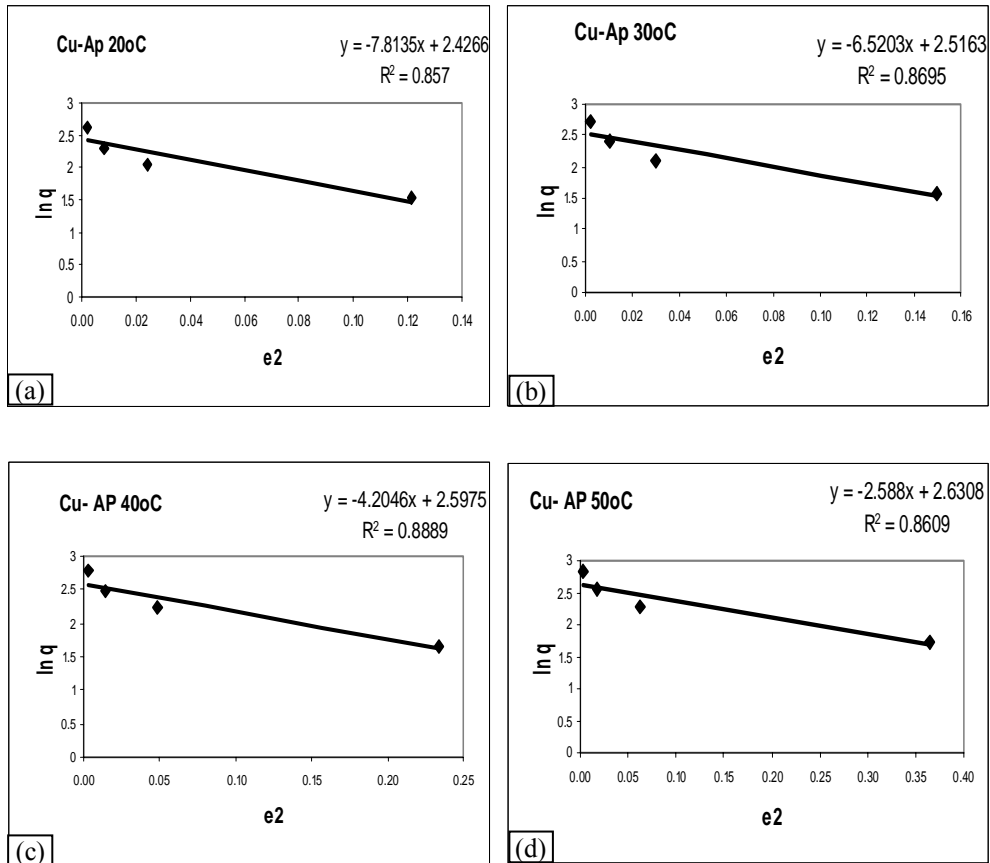 Cu-Ap 20oC
y = -7.8135x + 2.4266
R² = 0.857
3
2.5
2
1.5
1
0.5
0
ln q
0.00 0.02 0.04 0.06 0.08 0.10 0.12 0.14
e2
(a)
Cu-Ap 30oC
y = -6.5203x + 2.5163
R² = 0.8695
3
2.5
2
1.5
1
0.5
0
ln q
0.00 0.02 0.04 0.06 0.08 0.10 0.12 0.14 0.16
e2
(b)
Cu- AP 40oC
y = -4.2046x + 2.5975
R² = 0.8889
3
2.5
2
1.5
1
0.5
0
ln q
0.00 0.05 0.10 0.15 0.20 0.25
e2
(c)
Cu- AP 50oC
y = -2.588x + 2.6308
R² = 0.8609
3
2.5
2
1.5
1
0.5
0
ln q
0.00 0.05 0.10 0.15 0.20 0.25 0.30 0.35 0.40
e2
(d)